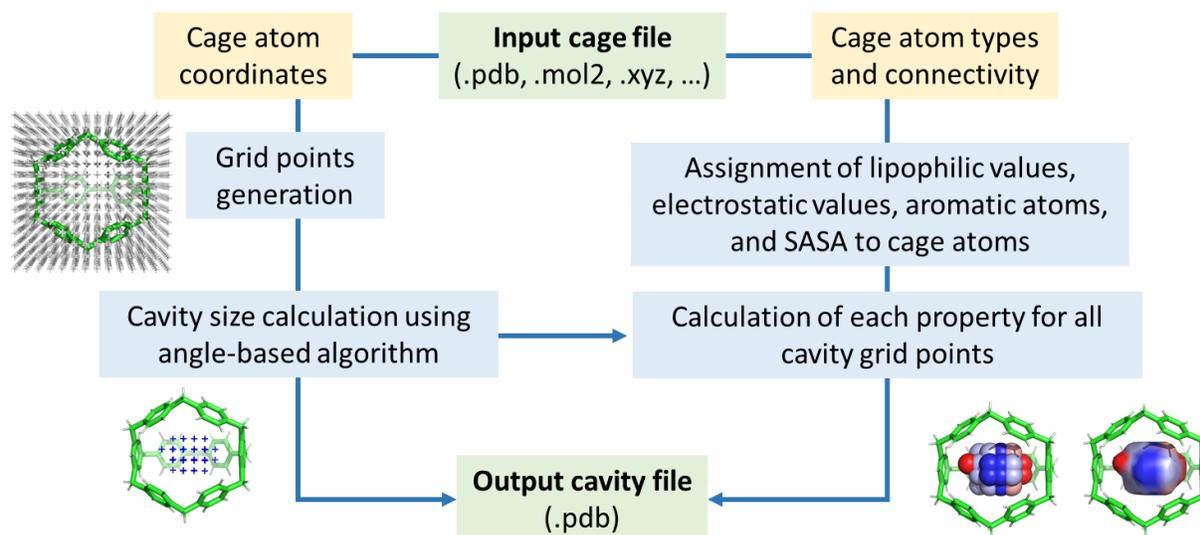 Cage atom
coordinates
Input cage file
(.pdb, .mol2, .xyz, ...)
Cage atom types
and connectivity
Grid points
generation
Assignment of lipophilic values,
electrostatic values, aromatic atoms,
and SASA to cage atoms
Cavity size calculation using
angle-based algorithm
Calculation of each property for all
cavity grid points
Output cavity file
(.pdb)